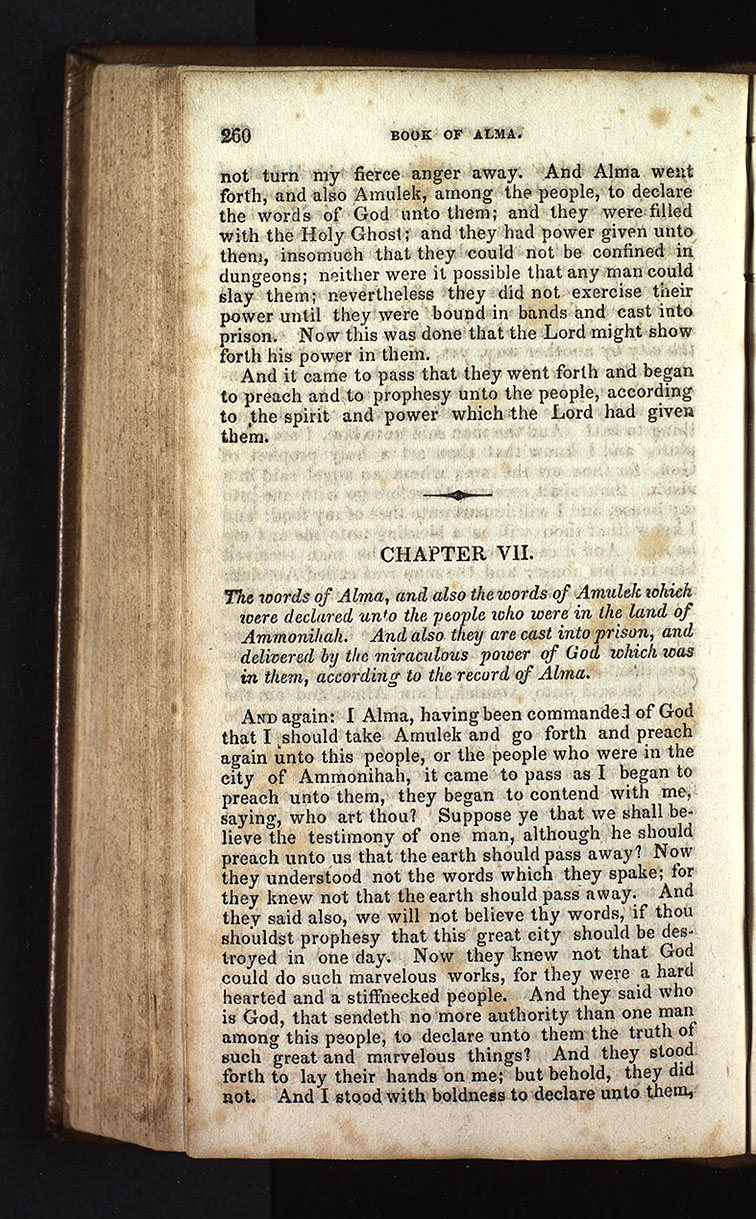 260 BOOK OF ALMA.
not turn my fierce anger away. And Alma went
forth, and also Amulek, among the people, to declare
the words of God unto them; and they were filled
with the Holy Ghost; and they had power given unto
them, insomuch that they could not be confined in
dungeons; neither were it possible that any man could
slay them; nevertheless they did not exercise their
power until they were bound in bands and cast into
prison. Now this was done that the Lord might show
forth his power in them.
And it came to pass that they went forth and began
to preach and to prophesy unto the people, according
to the spirit and power which the Lord had given
them.
CHAPTER VII.
The words of Alma, and also the words of Amulek which
were declared unto the people who were in the land of
Ammonihah. And also they are cast into prison, and
delivered by the miraculous power of God which was
in them, according to the record of Alma.
AND again: I Alma, having been commanded of God
that I should take Amulek and go forth and preach
again unto this people, or the people who were in the
city of Ammonihah, it came to pass as I began to
preach unto them, they began to contend with me,
saying, who art thou? Suppose ye that we shall be-
lieve the testimony of one man, although he should
preach unto us that the earth should pass away? Now
they understood not the words which they spake; for
they knew not that the earth should pass away. And
they said also, we will not believe thy words, if thou
shouldst prophesy that this great city should be des-
troyed in one day. Now they knew not that God
could do such marvelous works, for they were a hard
hearted and a stiffnecked people. And they said who
is God, that sendeth no more authority than one man
among this people, to declare unto them the truth of
such great and marvelous things? And they stood
forth to lay their hands on me; but behold, they did
not. And I stood with boldness to declare unto them,